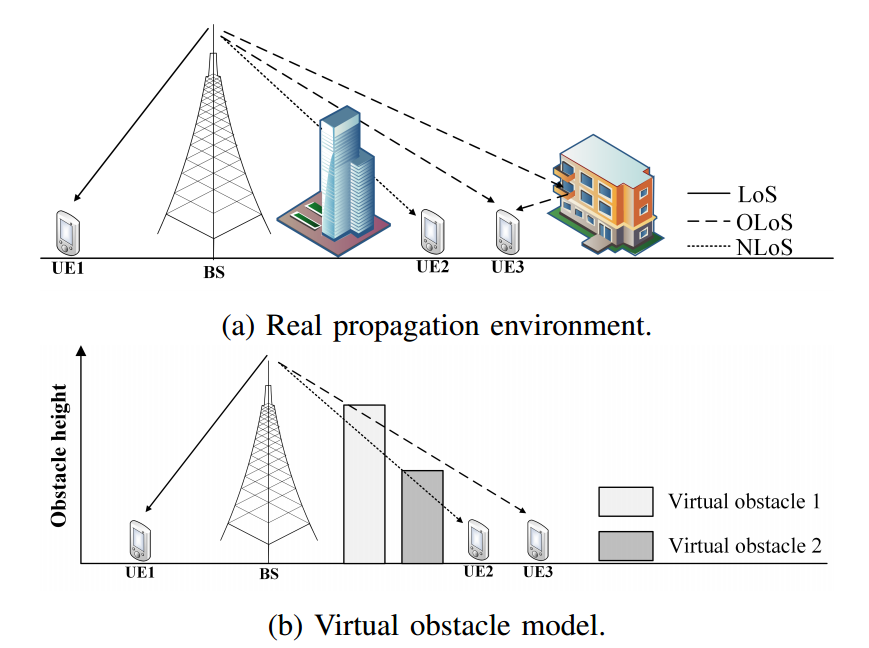 LoS
OLoS
NLoS
UE1
BS
UE2
UE3
(a) Real propagation environment.
Obstacle height
Virtual obstacle 1
Virtual obstacle 2
UE1
BS
UE2
UE3
(b) Virtual obstacle model.